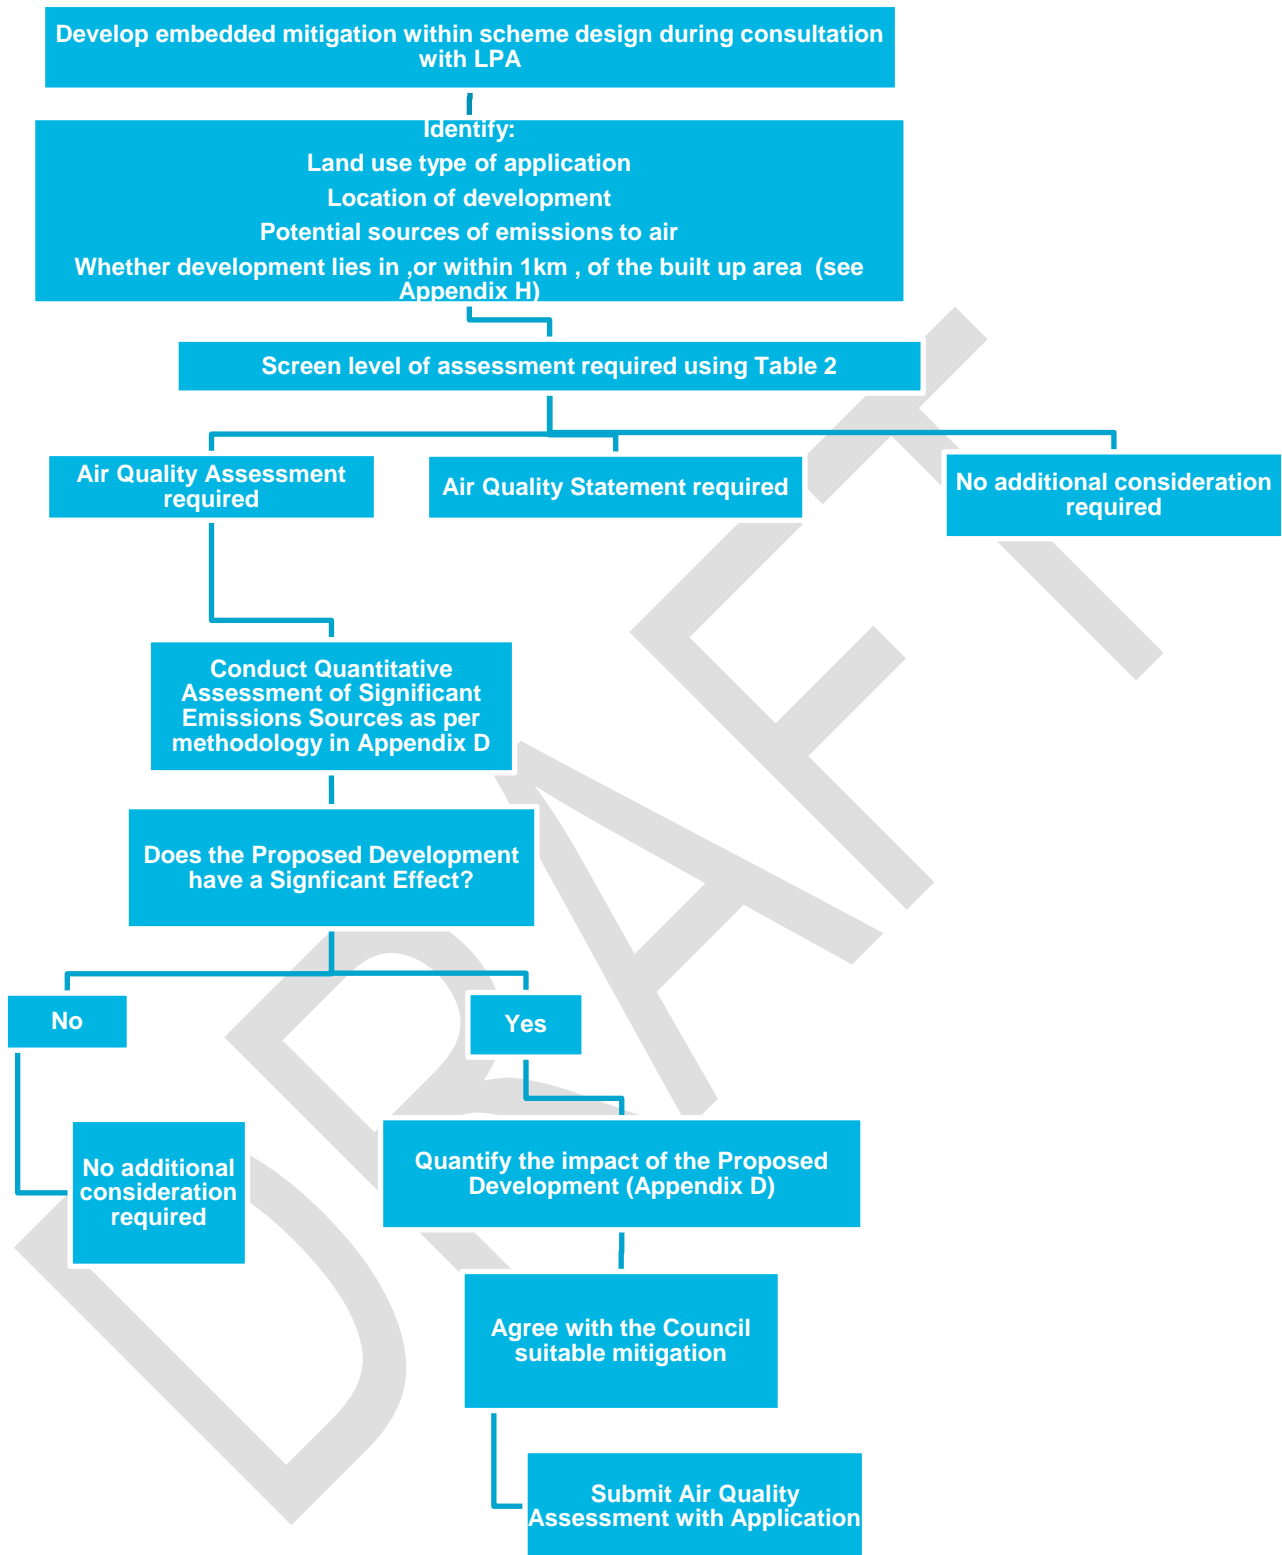 Develop embedded mitigation within scheme design during consultation
with LPA
Identify:
Land use type of application
Location of development
Potential sources of emissions to air
Whether development lies in ,or within 1km , of the built up area  (see
Appendix H)
Screen level of assessment required using Table 2
Air Quality Assessment
required
Air Quality Statement required
No additional consideration
required
Conduct Quantitative
Assessment of Significant
Emissions Sources as per
methodology in Appendix D
Does the Proposed Development
have a Signficant Effect?
No
Yes
No additional
consideration
required
Quantify the impact of the Proposed
Development (Appendix D)
Agree with the Council
suitable mitigation
Submit Air Quality
Assessment with Application
DRAFT